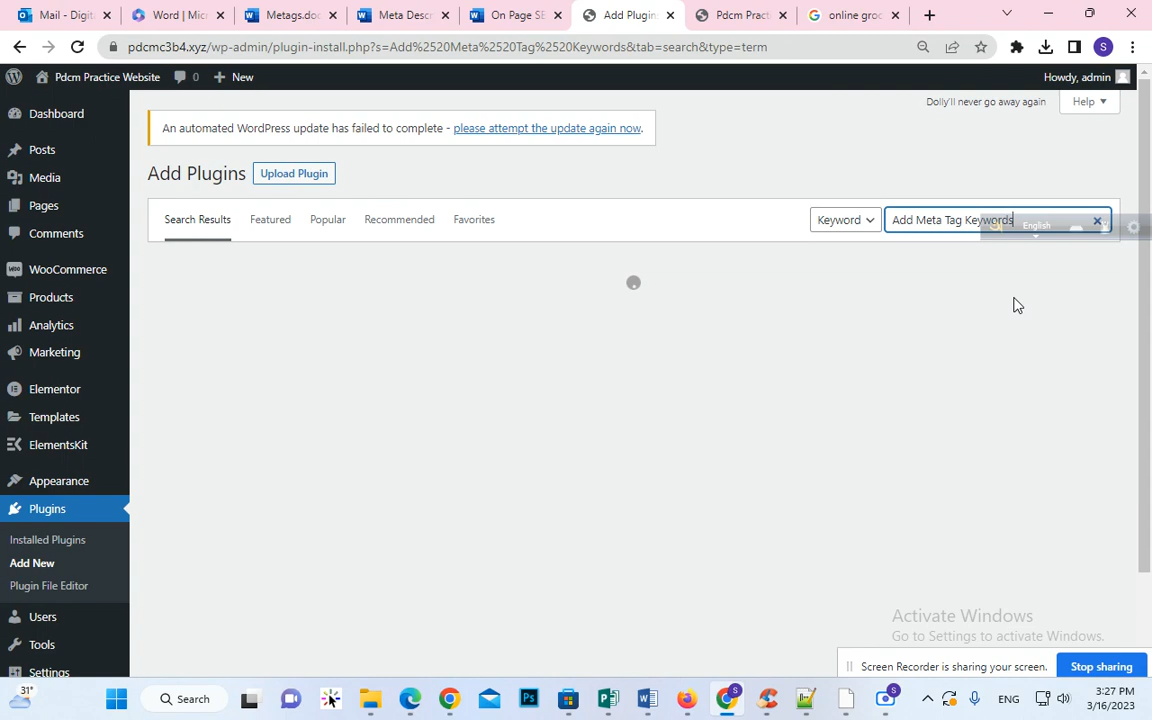 Mail - Digit
Word | Micr
Metags.doc
Meta Descr
On Page SE
Add Plugin
Pdcm Pract
online groc
pdcmc3b4.xyz/wp-admin/plugin-install.php?s=Add%2520Meta%2520Tag%2520Keywords&tab=search&type=term
S
Pdcm Practice Website
0
New
Howdy, admin
Dolly'll never go away again
Help
Dashboard
An automated WordPress update has failed to complete - please attempt the update again now.
Posts
Add Plugins
Upload Plugin
Media
Pages
Search Results
Featured
Popular
Recommended
Favorites
Keyword
Add Meta Tag Keywords
English
Comments
WooCommerce
Products
Analytics
Marketing
Elementor
Templates
ElementsKit
Appearance
Plugins
Installed Plugins
Add New
Plugin File Editor
Users
Tools
Settings
Activate Windows
Go to Settings to activate Windows.
Screen Recorder is sharing your screen.
Stop sharing
31°
Search
ENG
3:27 PM
3/16/2023